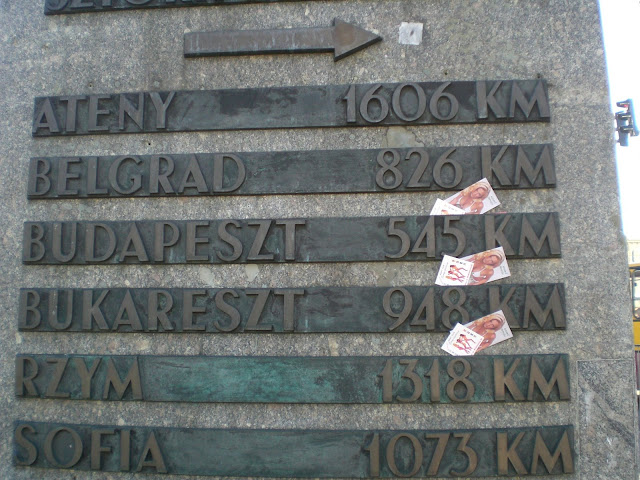 ATENY 1606 KM
BELGRAD 826 KM
BUDAPESZT 545 KM
BUKARESZT 948 KM
RZYM 1318 KM
SOFIA 1073 KM